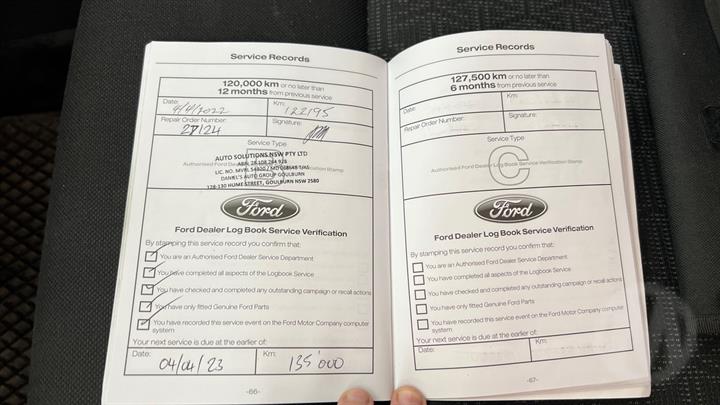 Service Records
120,000 km or no later than
12 months from previous service
Date: 4/4/2022
Km: 122195
Repair Order Number: 27124
Signature:
Service Type
AUTO SOLUTIONS NSW PTY LTD
DANIEL'S AUTO GROUP GOULBURN
128-130 HUME STREET, GOULBURN NSW 2580
Ford
Ford Dealer Log Book Service Verification
By stamping this service record you confirm that:
You are an Authorised Ford Dealer Service Department
You have completed all aspects of the Logbook Service
You have checked and completed any outstanding campaign or recall actions
You have only fitted Genuine Ford Parts
You have recorded this service event on the Ford Motor Company computer
system
Your next service is due at the earlier of:
Date: 04/04/23
Km: 135'000
-66-
Service Records
127,500 km or no later than
6 months from previous service
Date:
Km:
Repair Order Number:
Signature:
Service Type
C
Authorised Ford Dealer Log Book Service Verification Stamp
Ford
Ford Dealer Log Book Service Verification
By stamping this service record you confirm that:
You are an Authorised Ford Dealer Service Department
You have completed all aspects of the Logbook Service
You have checked and completed any outstanding campaign or recall actions
You have only fitted Genuine Ford Parts
You have recorded this service event on the Ford Motor Company computer
system
Your next service is due at the earlier of:
Date:
Km:
-67-